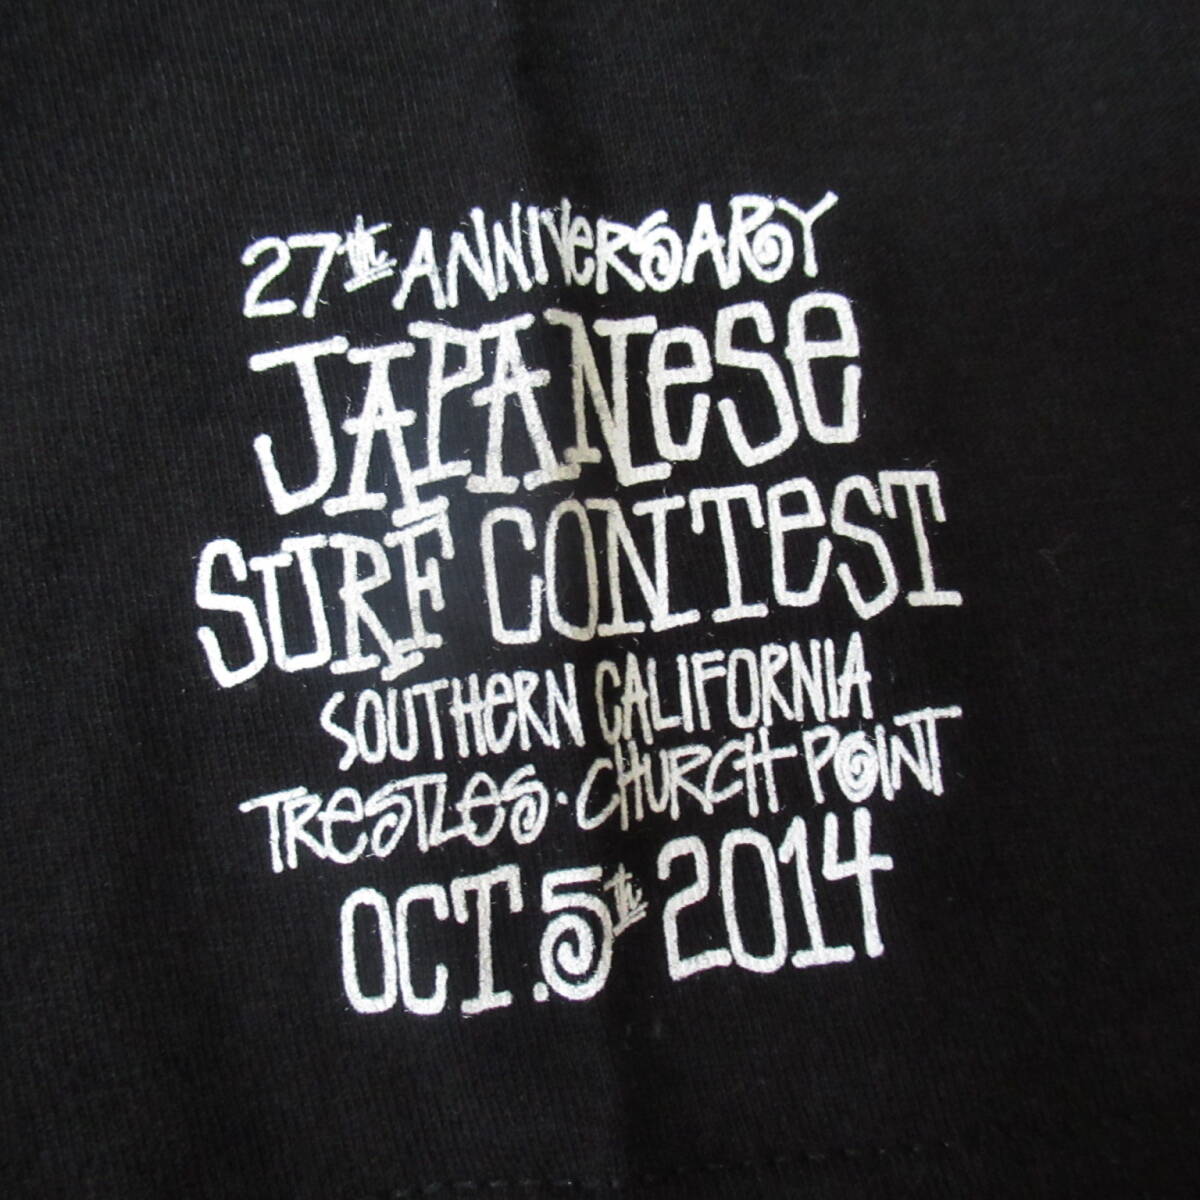 27th ANNIVeRSARY
JAPANeSe
SURF CONTeST
SOUTHeRN CALIFORNIA
TReSTLeS · CHURCH POINT
OCT. 5th 2014